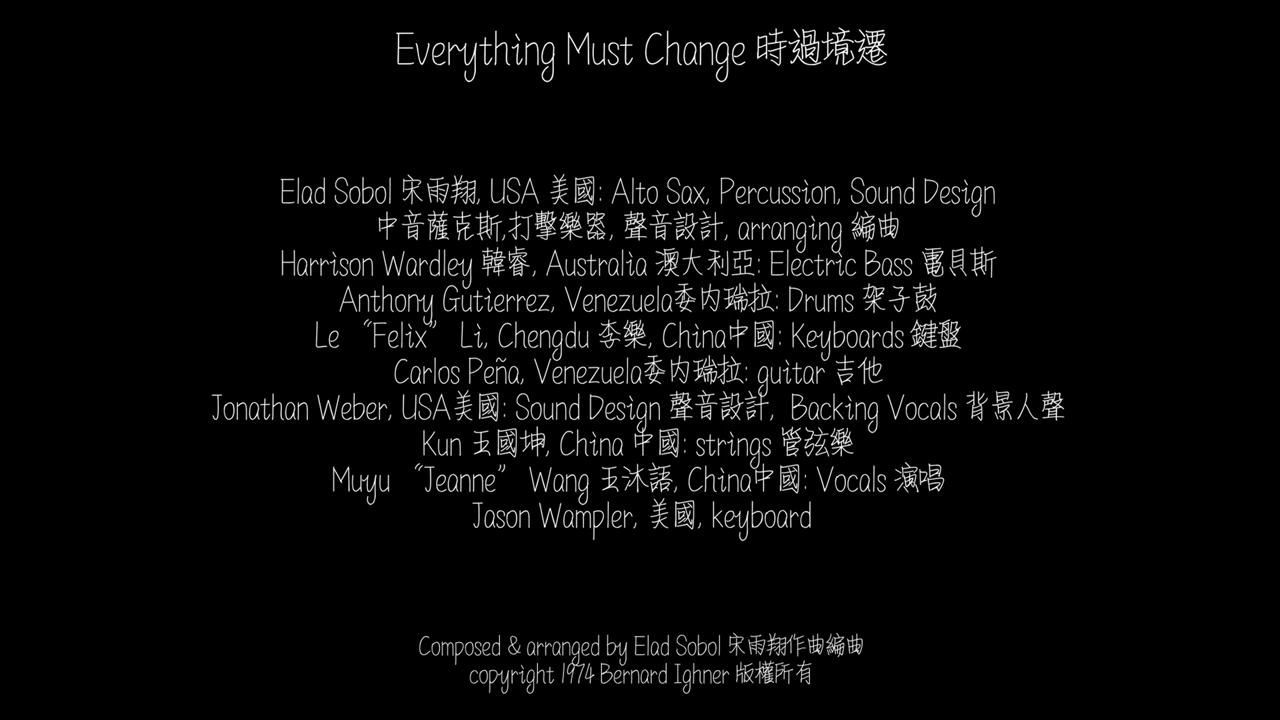 Everything Must Change 時過境遷
Elad Sobol 宋雨翔, USA 美國: Alto Sax, Percussion, Sound Design
中音薩克斯,打擊樂器, 聲音設計, arranging 編曲
Harrison Wardley 韓睿, Australia 澳大利亞: Electric Bass 電貝斯
Anthony Gutierrez, Venezuela委内瑞拉: Drums 架子鼓
Le “Felix” Li, Chengdu 李樂, China中國: Keyboards 鍵盤
Carlos Peña, Venezuela委内瑞拉: guitar 吉他
Jonathan Weber, USA美國: Sound Design 聲音設計, Backing Vocals 背景人聲
Kun 王國坤, China 中國: strings 管弦樂
Muyu “Jeanne” Wang 王沐語, China中國: Vocals 演唱
Jason Wampler, 美國, keyboard
Composed & arranged by Elad Sobol 宋雨翔作曲編曲
copyright 1974 Bernard Ighner 版權所有